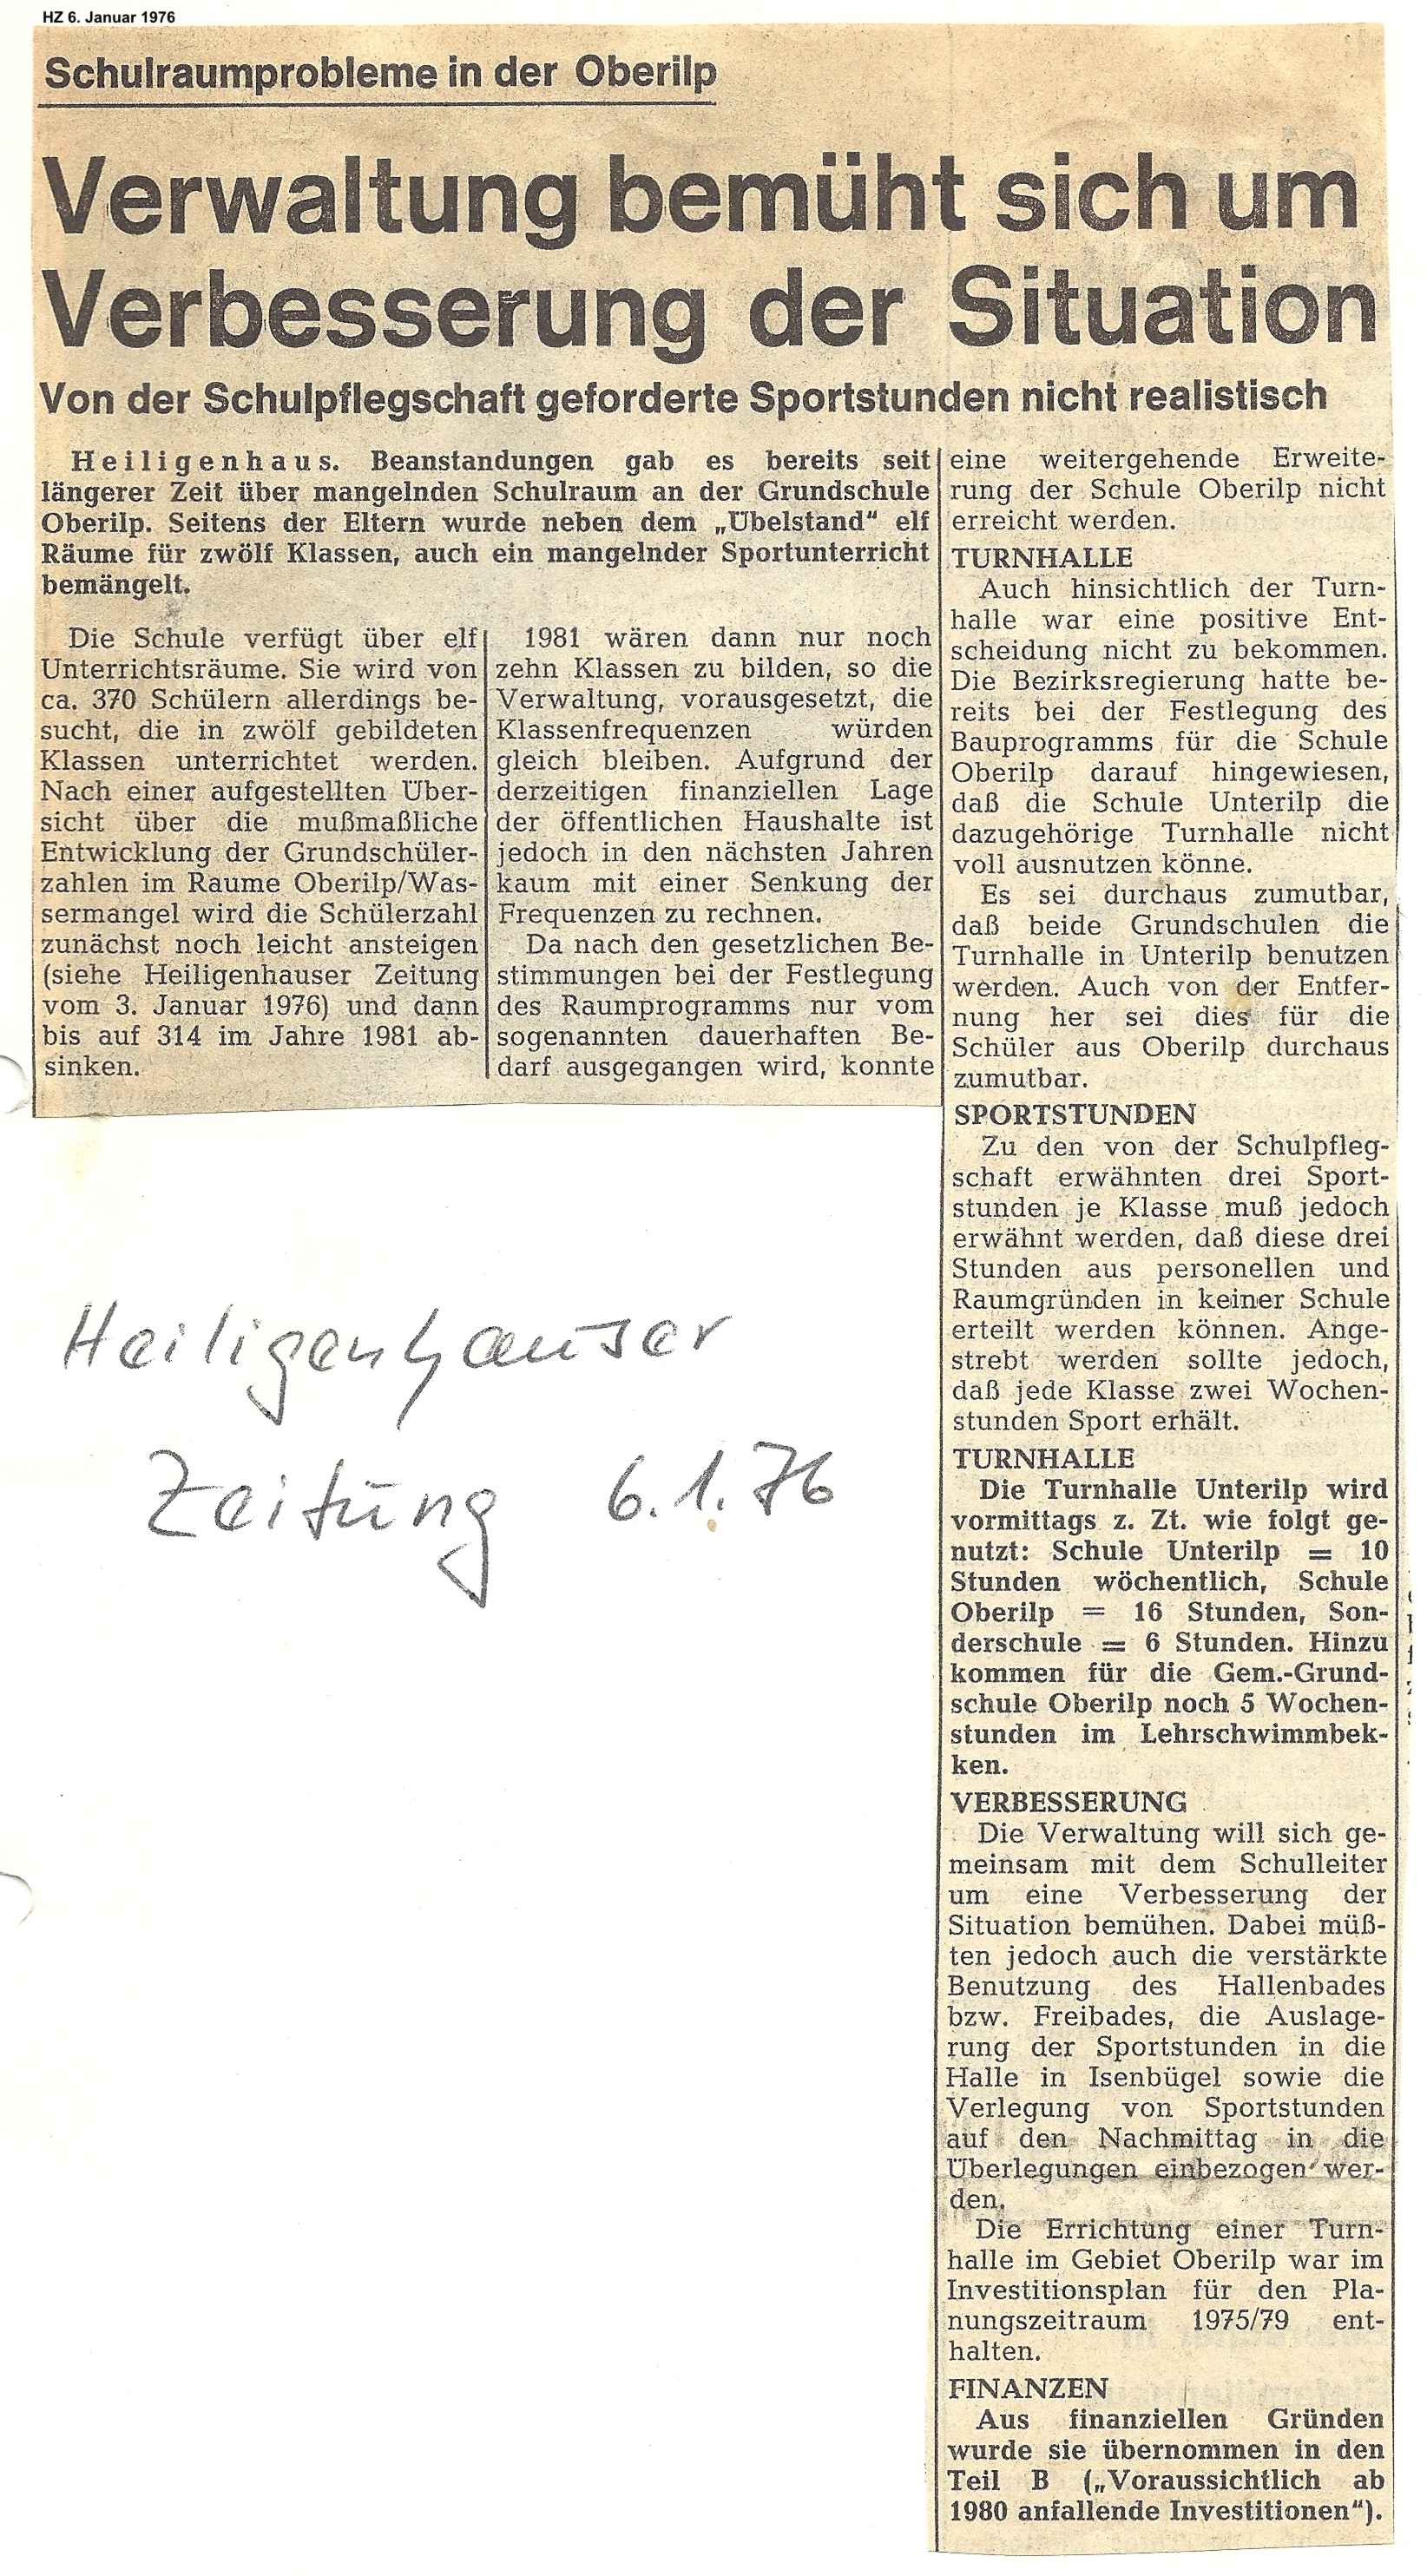 HZ 6. Januar 1976
Schulraumprobleme in der Oberilp
Verwaltung bemüht sich um
Verbesserung der Situation
Von der Schulpflegschaft geforderte Sportstunden nicht realistisch
Heiligenhaus. Beanstandungen gab es bereits seit
längerer Zeit über mangelnden Schulraum an der Grundschule
Oberilp. Seitens der Eltern wurde neben dem „Übelstand“ elf
Räume für zwölf Klassen, auch ein mangelnder Sportunterricht
bemängelt.
Die Schule verfügt über elf
Unterrichtsräume. Sie wird von
ca. 370 Schülern allerdings be-
sucht, die in zwölf gebildeten
Klassen unterrichtet werden.
Nach einer aufgestellten Über-
sicht über die mußmaßliche
Entwicklung der Grundschüler-
zahlen im Raume Oberilp/Was-
sermangel wird die Schülerzahl
zunächst noch leicht ansteigen
(siehe Heiligenhauser Zeitung
vom 3. Januar 1976) und dann
bis auf 314 im Jahre 1981 ab-
sinken.
1981 wären dann nur noch
zehn Klassen zu bilden, so die
Verwaltung, vorausgesetzt, die
Klassenfrequenzen würden
gleich bleiben. Aufgrund der
derzeitigen finanziellen Lage
der öffentlichen Haushalte ist
jedoch in den nächsten Jahren
kaum mit einer Senkung der
Frequenzen zu rechnen.
Da nach den gesetzlichen Be-
stimmungen bei der Festlegung
des Raumprogramms nur vom
sogenannten dauerhaften Be-
darf ausgegangen wird, konnte
eine weitergehende Erweite-
rung der Schule Oberilp nicht
erreicht werden.
TURNHALLE
Auch hinsichtlich der Turn-
halle war eine positive Ent-
scheidung nicht zu bekommen.
Die Bezirksregierung hatte be-
reits bei der Festlegung des
Bauprogramms für die Schule
Oberilp darauf hingewiesen,
daß die Schule Unterilp die
dazugehörige Turnhalle nicht
voll ausnutzen könne.
Es sei durchaus zumutbar,
daß beide Grundschulen die
Turnhalle in Unterilp benutzen
werden. Auch von der Entfer-
nung her sei dies für die
Schüler aus Oberilp durchaus
zumutbar.
SPORTSTUNDEN
Zu den von der Schulpfleg-
schaft erwähnten drei Sport-
stunden je Klasse muß jedoch
erwähnt werden, daß diese drei
Stunden aus personellen und
Raumgründen in keiner Schule
erteilt werden können. Ange-
strebt werden sollte jedoch,
daß jede Klasse zwei Wochen-
stunden Sport erhält.
TURNHALLE
Die Turnhalle Unterilp wird
vormittags z. Zt. wie folgt ge-
nutzt: Schule Unterilp = 10
Stunden wöchentlich, Schule
Oberilp = 16 Stunden, Son-
derschule = 6 Stunden. Hinzu
kommen für die Gem.-Grund-
schule Oberilp noch 5 Wochen-
stunden im Lehrschwimmbek-
ken.
VERBESSERUNG
Die Verwaltung will sich ge-
meinsam mit dem Schulleiter
um eine Verbesserung der
Situation bemühen. Dabei müß-
ten jedoch auch die verstärkte
Benutzung des Hallenbades
bzw. Freibades, die Auslage-
rung der Sportstunden in die
Halle in Isenbügel sowie die
Verlegung von Sportstunden
auf den Nachmittag in die
Überlegungen einbezogen wer-
den.
Die Errichtung einer Turn-
halle im Gebiet Oberilp war im
Investitionsplan für den Pla-
nungszeitraum 1975/79 ent-
halten.
FINANZEN
Aus finanziellen Gründen
wurde sie übernommen in den
Teil B („Voraussichtlich ab
1980 anfallende Investitionen“).
Heiligenhauser
Zeitung 6.1.76